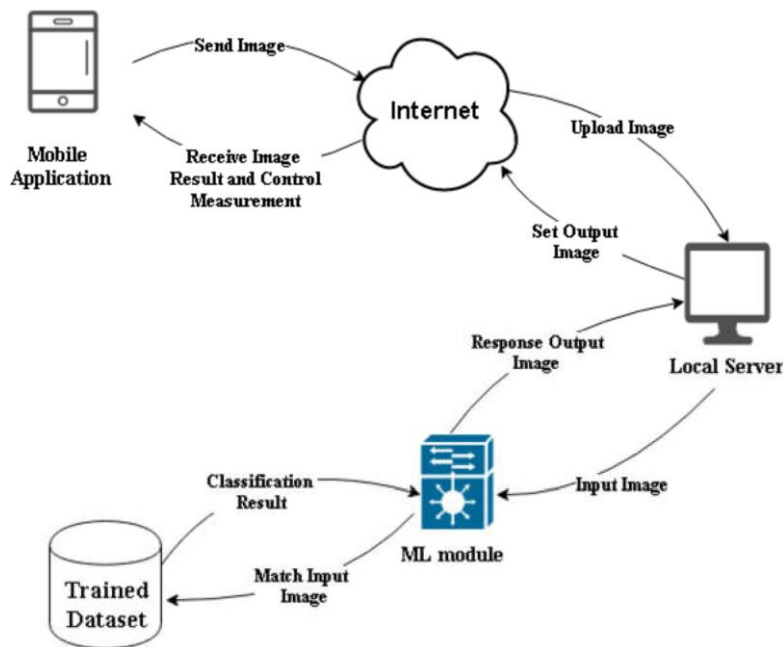 Send Image
Internet
Upload Image
Mobile
Application
Receive Image
Result and Control
Measurement
Set Output
Image
Response Output
Image
Local Server
Classification
Result
Input Image
ML module
Trained
Dataset
Match Input
Image